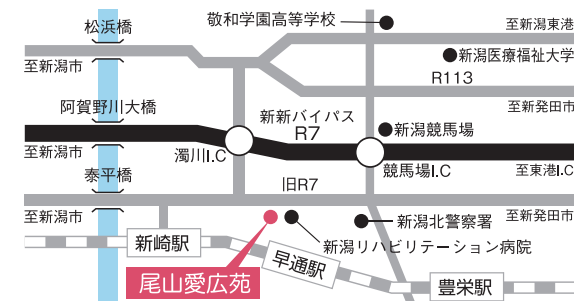 敬和学園高等学校
至新潟東港
松浜橋
新潟医療福祉大学
至新潟市
R113
阿賀野川大橋
新新バイパス
R7
至新発田市
新潟競馬場
至新潟市
濁川I.C
競馬場I.C
至東港I.C
泰平橋
旧R7
至新潟市
新潟北警察署
至新発田市
新崎駅
新潟リハビリテーション病院
早通駅
尾山愛広苑
豊栄駅